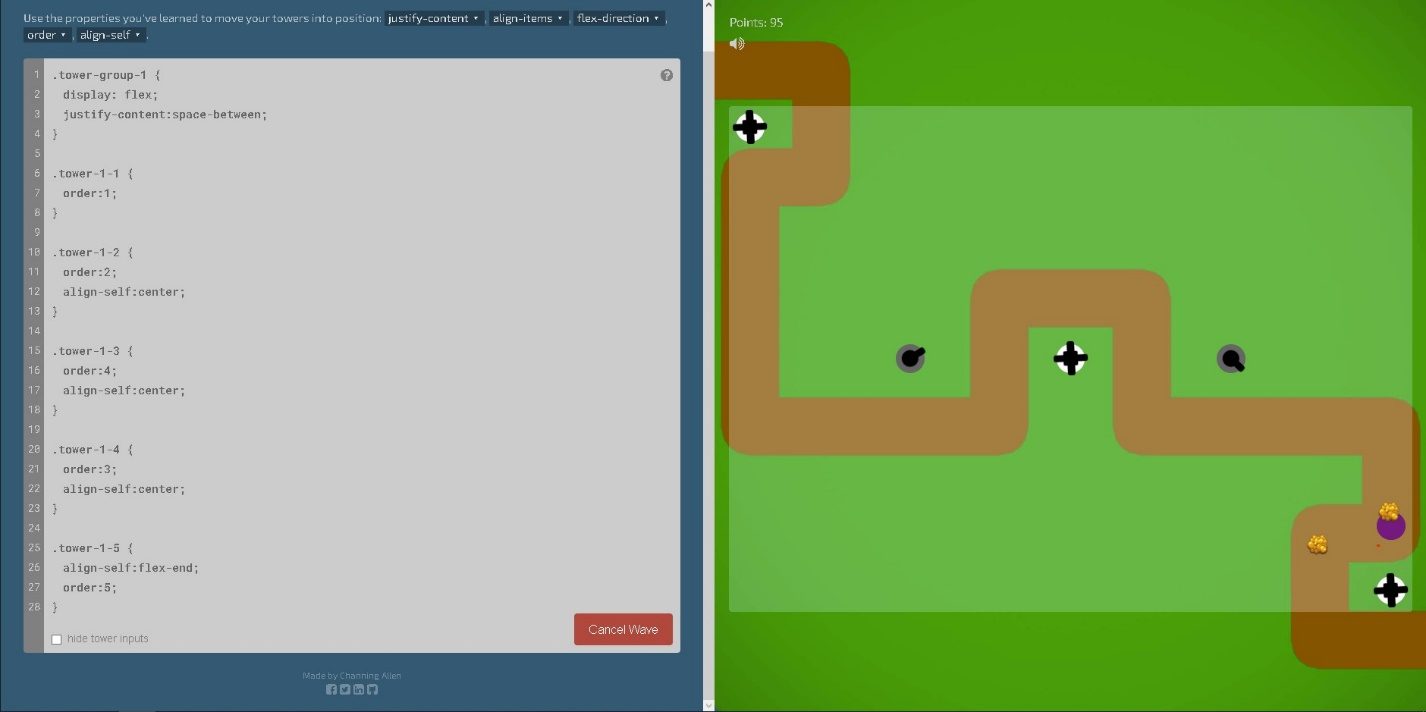 Use the properties you've learned to move your towers into position: justify-content ▾ , align-items ▾ , flex-direction ▾ ,
order ▾ , align-self ▾ .
1 .tower-group-1 {
2 display: flex;
3 justify-content:space-between;
4 }
5
6 .tower-1-1 {
7 order:1;
8 }
9
10 .tower-1-2 {
11 order:2;
12 align-self:center;
13 }
14
15 .tower-1-3 {
16 order:4;
17 align-self:center;
18 }
19
20 .tower-1-4 {
21 order:3;
22 align-self:center;
23 }
24
25 .tower-1-5 {
26 align-self:flex-end;
27 order:5;
28 }
?
hide tower inputs
Cancel Wave
Made by Channing Allen
Points: 95